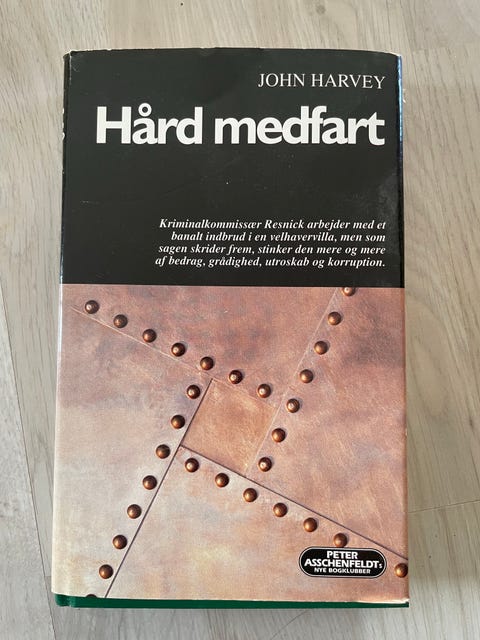 JOHN HARVEY
Hård medfart
Kriminalkommissær Resnick arbejder med et
banalt indbrud i en velhavervilla, men som
sagen skrider frem, stinker den mere og mere
af bedrag, grådighed, utroskab og korruption.
PETER
ASSCHENFELDTs
NYE BOGKLUBBER